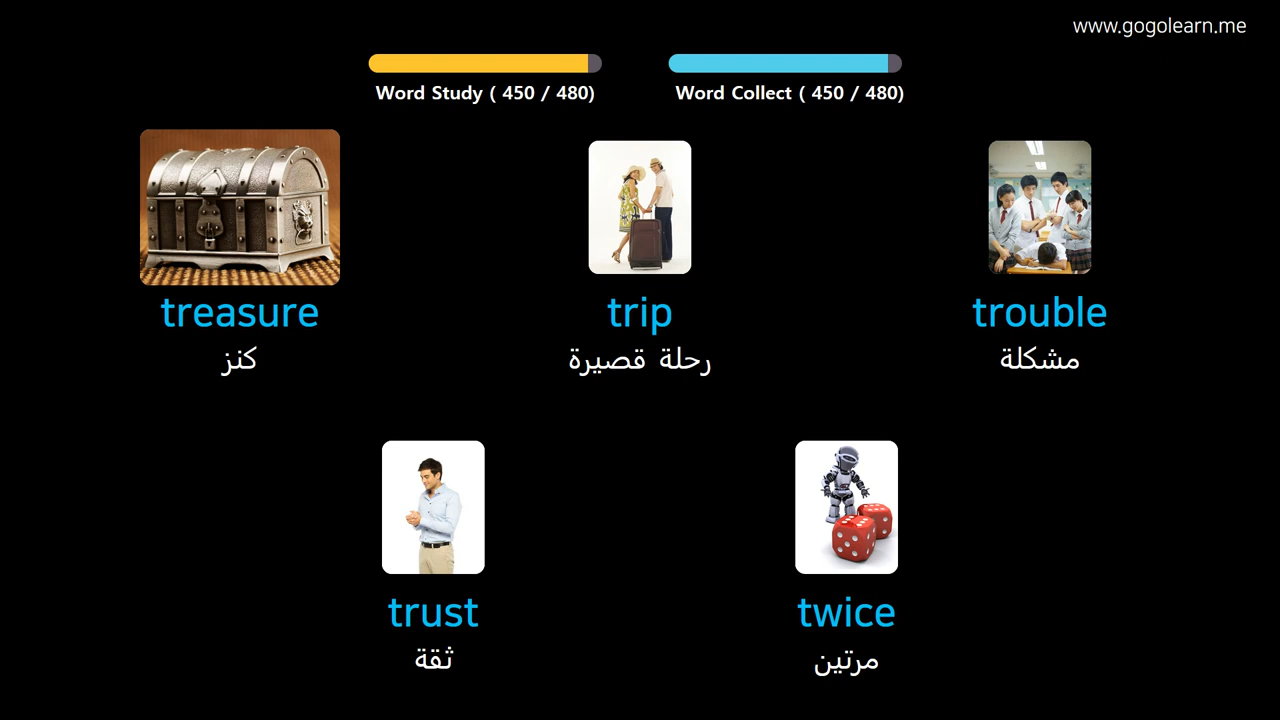 www.gogolearn.me
Word Study ( 450 / 480)
Word Collect ( 450 / 480)
treasure
كنز
trip
رحلة قصيرة
trouble
مشكلة
trust
ثقة
twice
مرتين